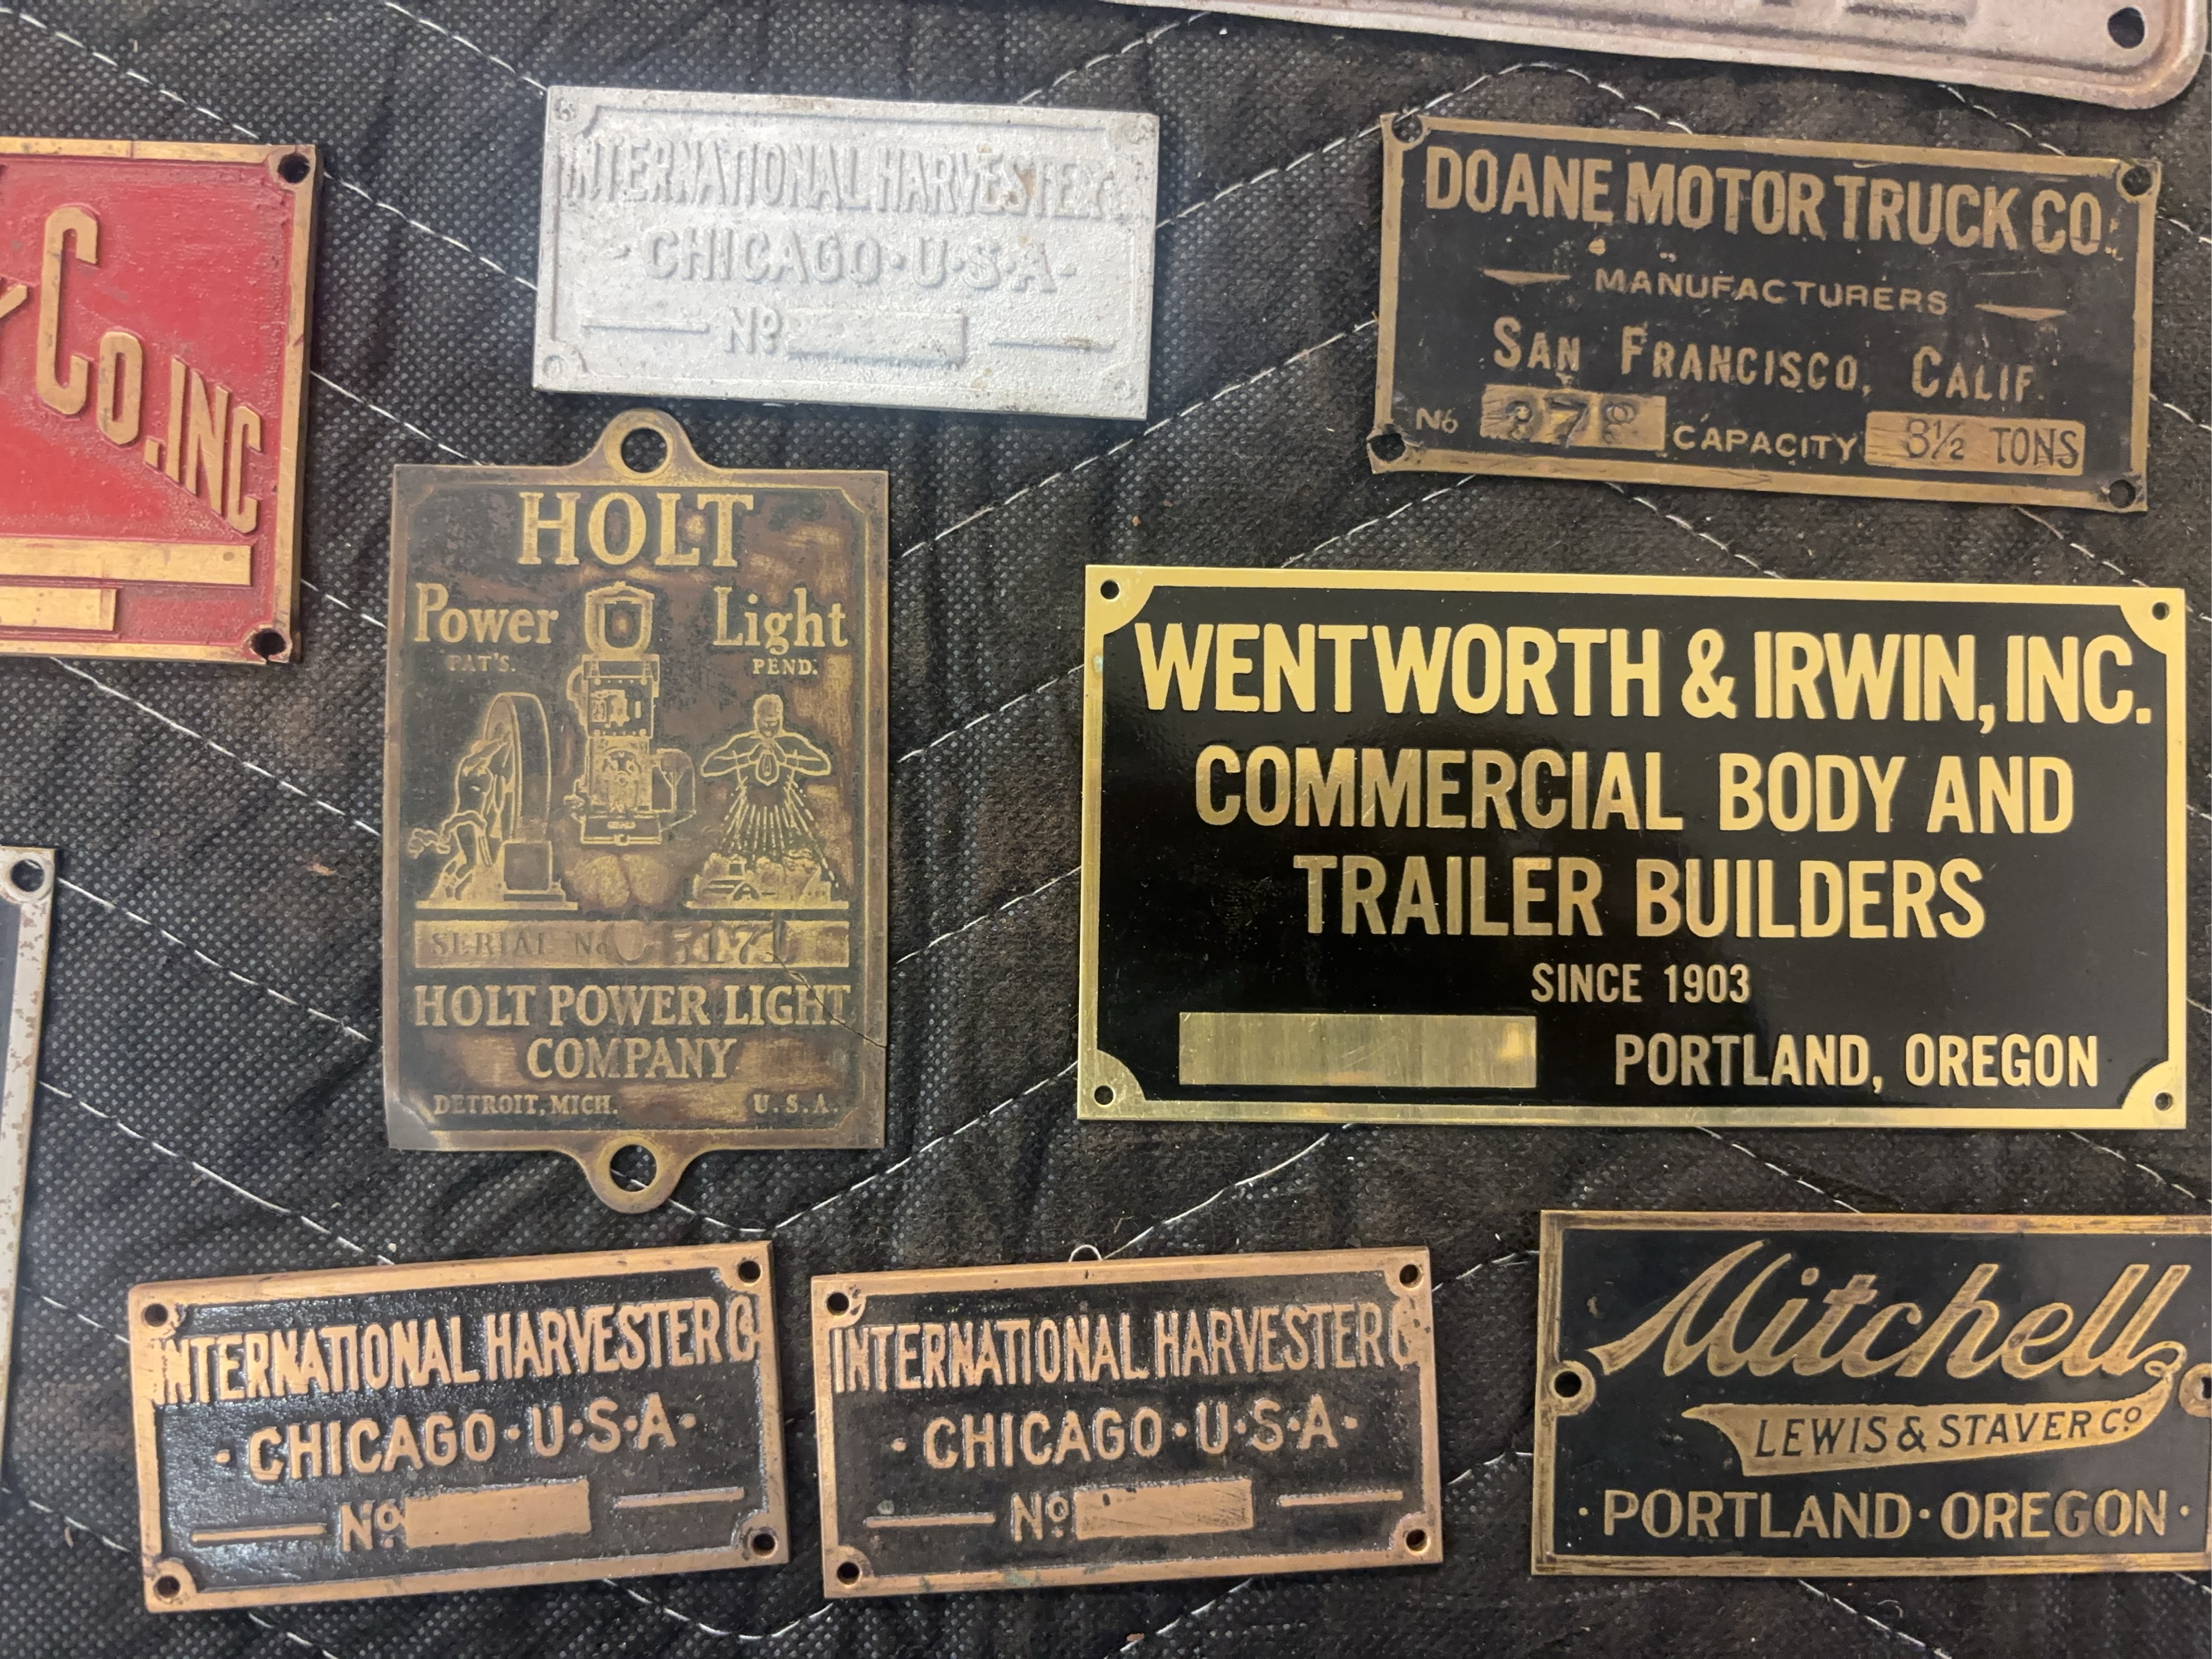 Co., INC
INTERNATIONAL HARVESTER
· CHICAGO · U · S · A ·
No
DOANE MOTOR TRUCK CO.
MANUFACTURERS
SAN FRANCISCO, CALIF.
No CAPACITY 3½ TONS
HOLT
Power Light
PAT'S. PEND.
SERIAL No
HOLT POWER LIGHT
COMPANY
DETROIT, MICH. U. S. A.
WENTWORTH & IRWIN, INC.
COMMERCIAL BODY AND
TRAILER BUILDERS
SINCE 1903
PORTLAND, OREGON
INTERNATIONAL HARVESTER Co
· CHICAGO · U · S · A ·
No
INTERNATIONAL HARVESTER C
· CHICAGO · U · S · A ·
No
Mitchell
LEWIS & STAVER Co
· PORTLAND · OREGON ·